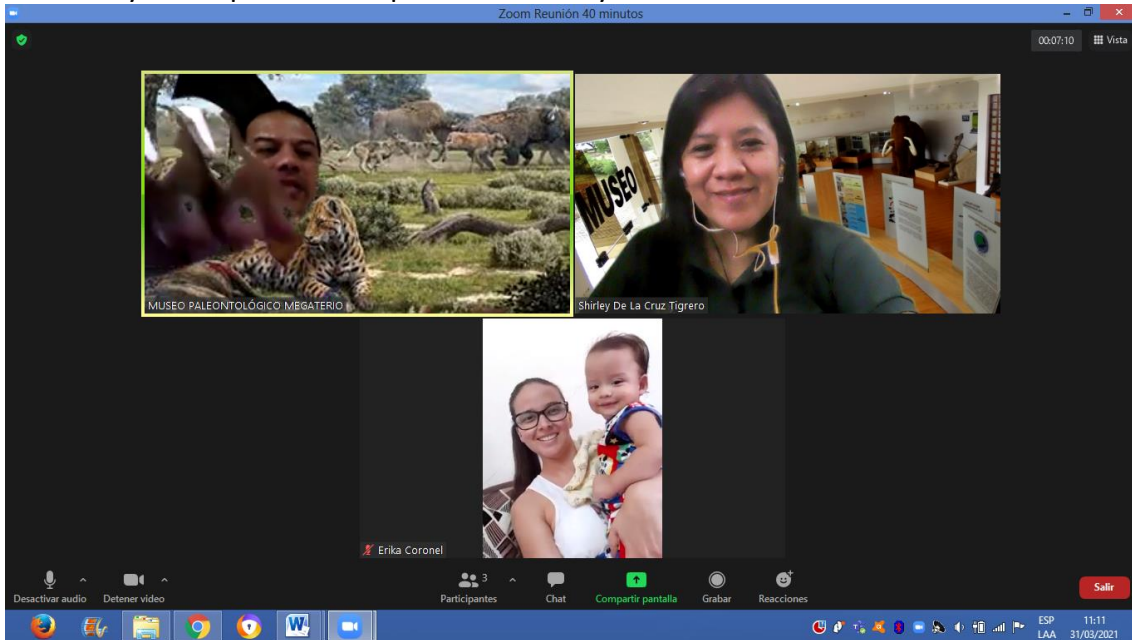 Zoom Reunión 40 minutos
00:07:10
Vista
MUSEO
MUSEO PALEONTOLÓGICO MEGATERIO
Shirley De La Cruz Tigrero
Erika Coronel
Desactivar audio
Detener video
3
Participantes
Chat
Compartir pantalla
Grabar
Reacciones
Salir
ESP
LAA
11:11
31/03/2021